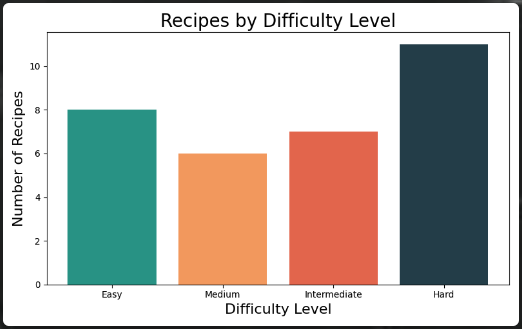 Recipes by Difficulty Level
Number of Recipes
10
8
6
4
2
0
Easy Medium Intermediate Hard
Difficulty Level